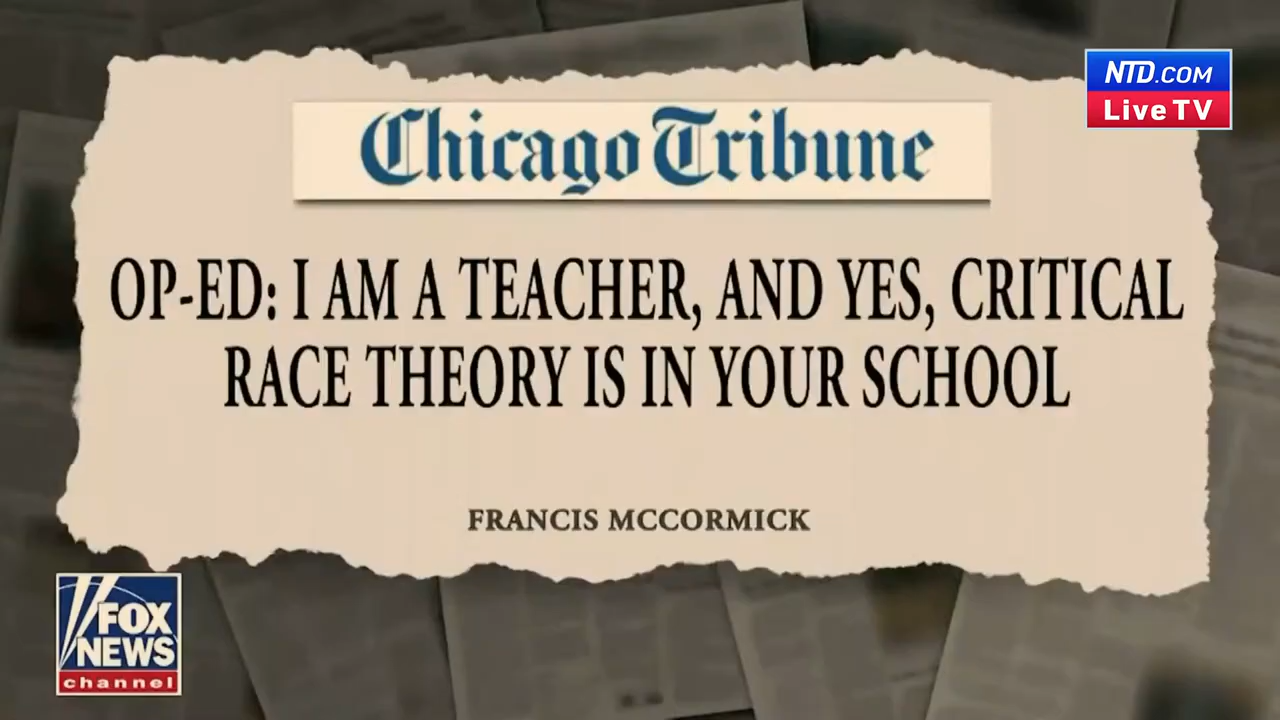 Chicago Tribune
NTD.COM
Live TV
OP-ED: I AM A TEACHER, AND YES, CRITICAL
RACE THEORY IS IN YOUR SCHOOL
FRANCIS MCCORMICK
FOX
NEWS
channel